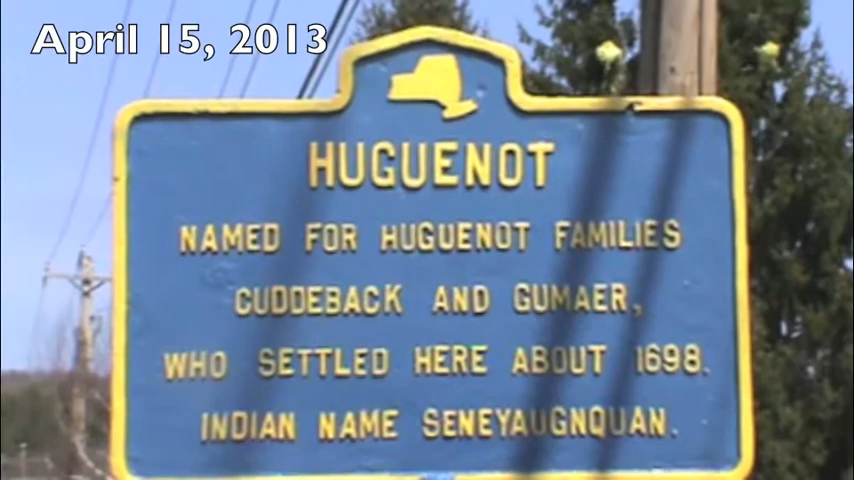 April 15, 2013
HUGUENOT
NAMED FOR HUGUENOT FAMILIES
CUDDEBACK AND GUMAER,
WHO SETTLED HERE ABOUT 1698.
INDIAN NAME SENEYAUGNQUAN.